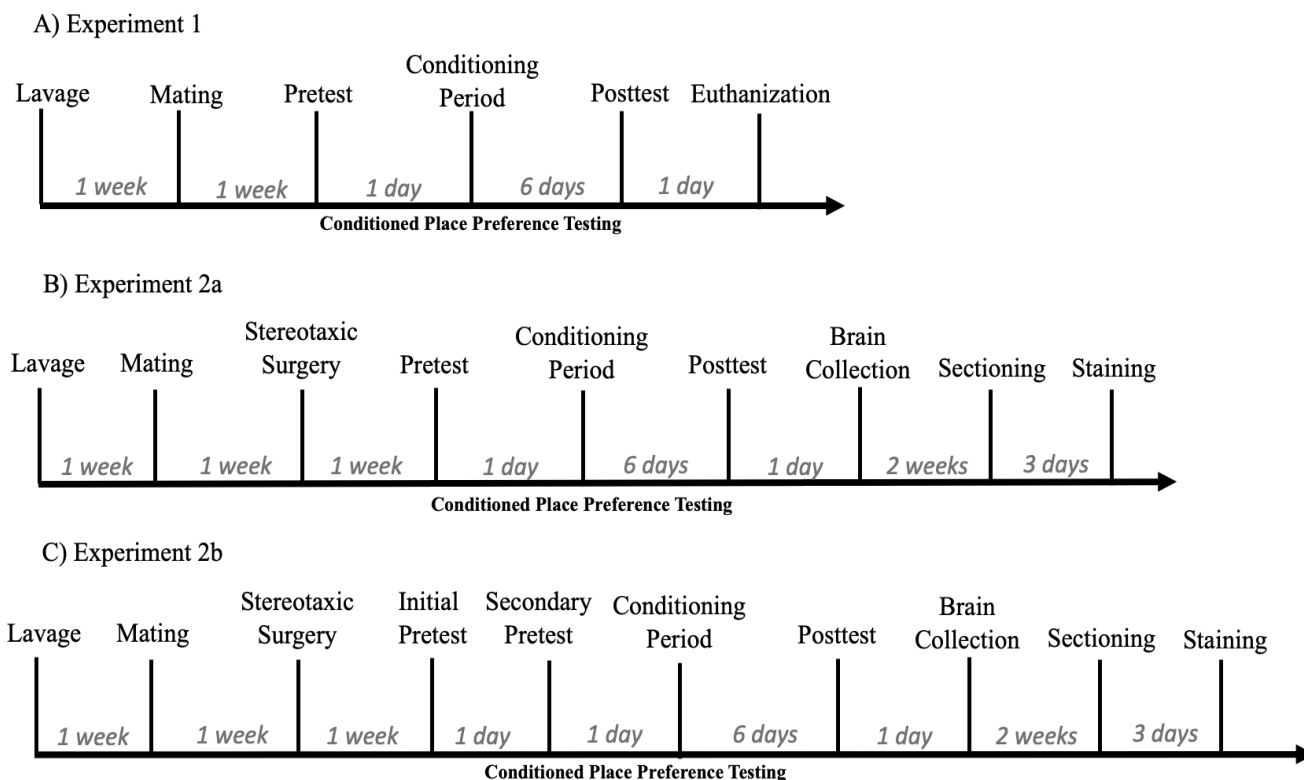 A) Experiment 1
Conditioning
Lavage Mating Pretest Period Posttest Euthanization
1 week 1 week 1 day 6 days 1 day
Conditioned Place Preference Testing
B) Experiment 2a
Stereotaxic Conditioning Brain
Lavage Mating Surgery Pretest Period Posttest Collection Sectioning Staining
1 week 1 week 1 week 1 day 6 days 1 day 2 weeks 3 days
Conditioned Place Preference Testing
C) Experiment 2b
Stereotaxic Initial Secondary Conditioning Brain
Lavage Mating Surgery Pretest Pretest Period Posttest Collection Sectioning Staining
1 week 1 week 1 week 1 day 1 day 6 days 1 day 2 weeks 3 days
Conditioned Place Preference Testing